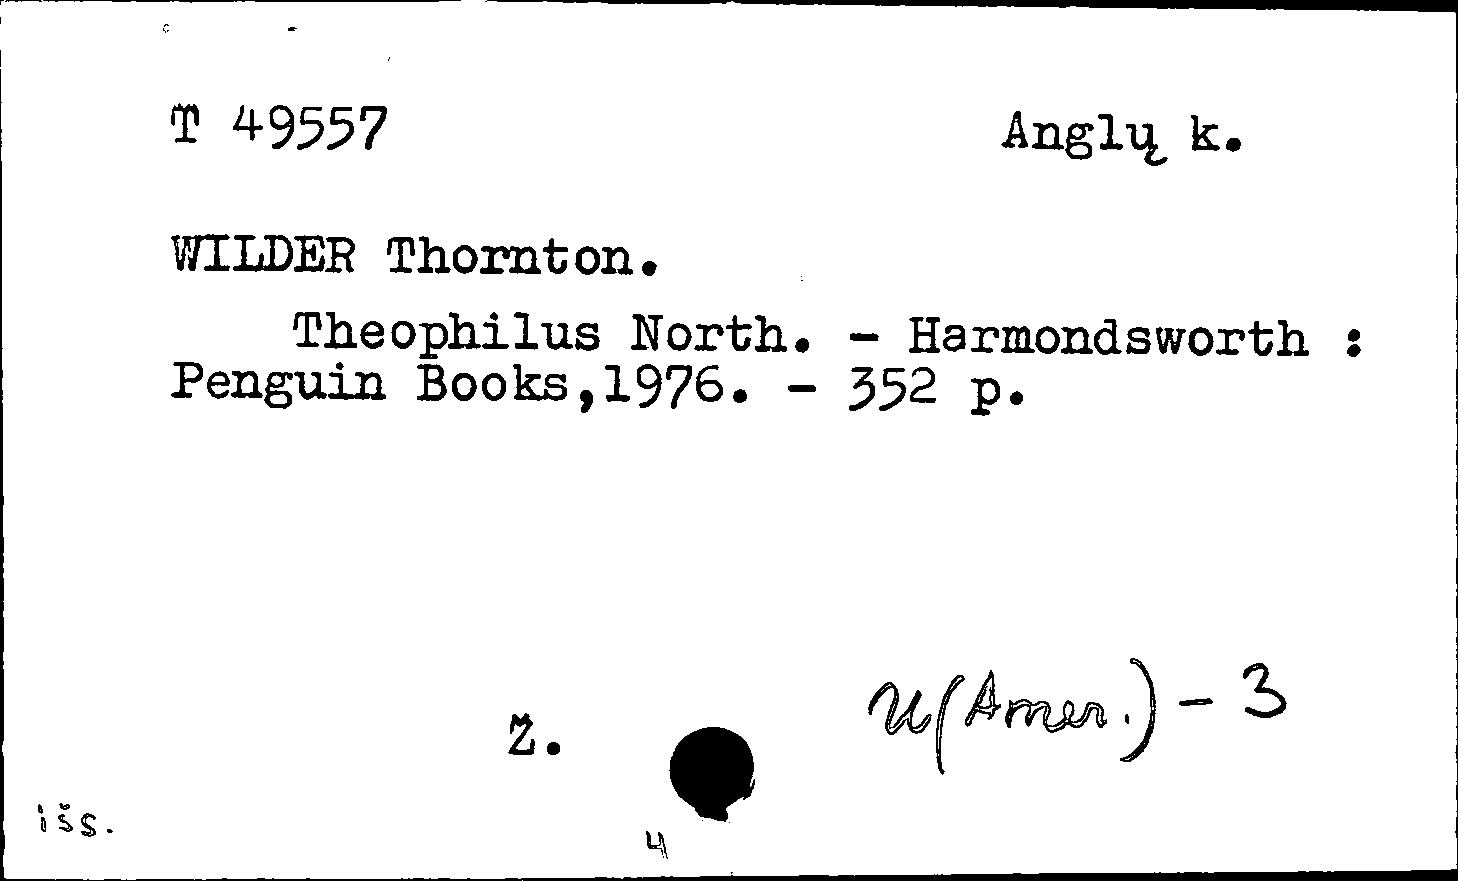 T 49557 Anglų k.
WILDER Thornton.
Theophilus North. – Harmondsworth :
Penguin Books,1976. – 352 p.
U(Amer.) – 3
Ž.
išs.
4